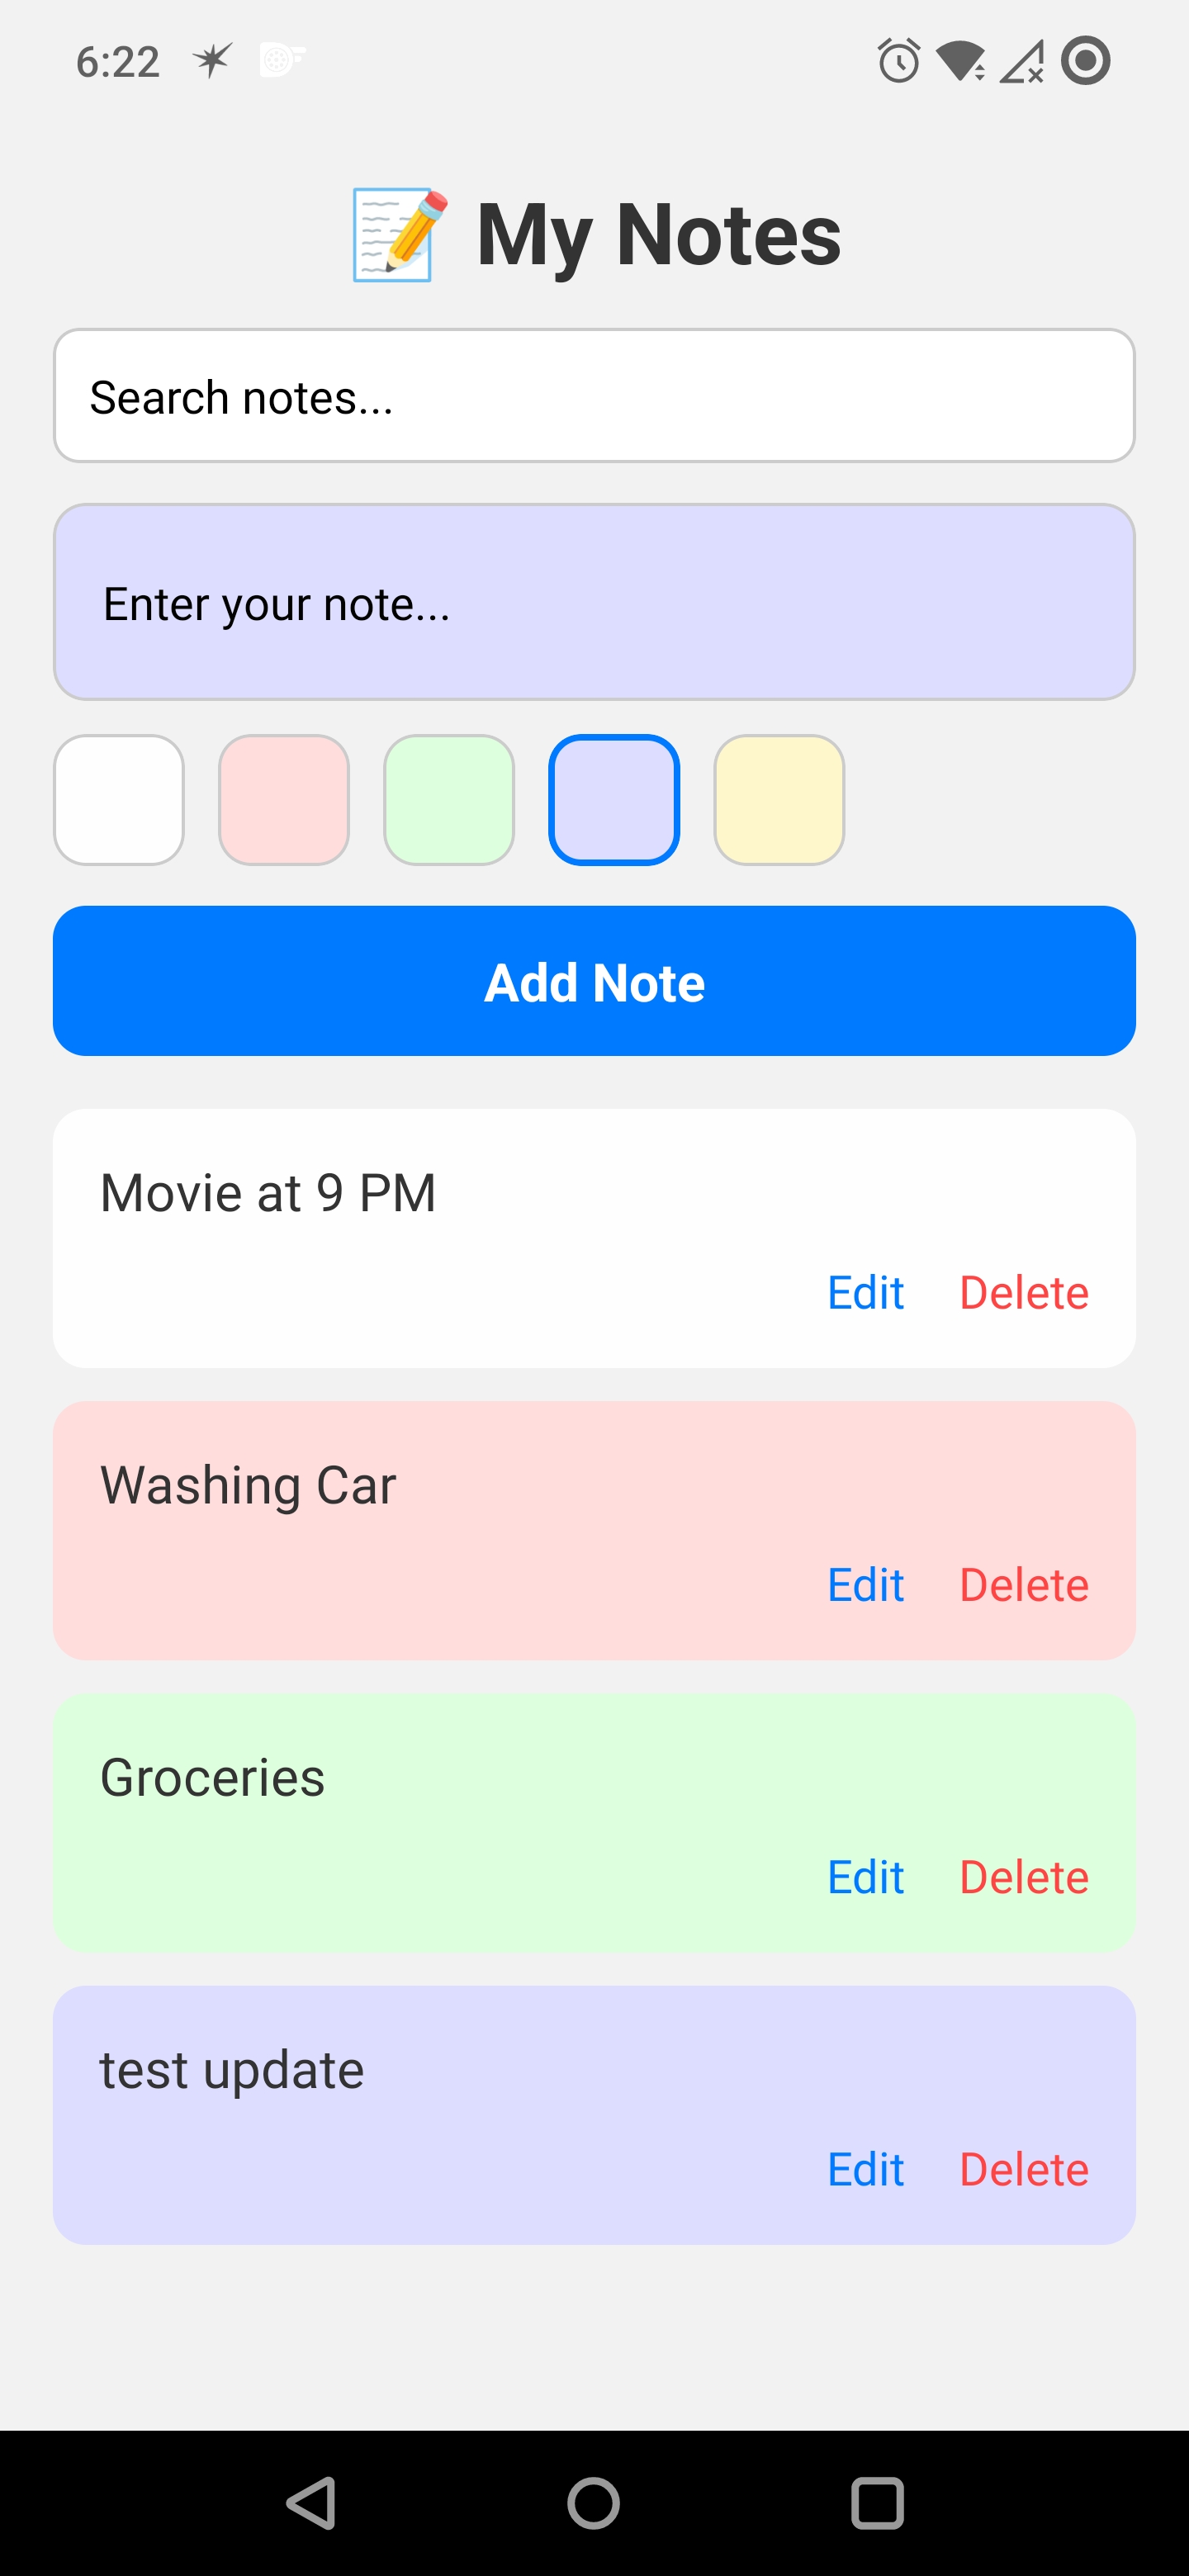 6:22
📝 My Notes
Search notes...
Enter your note...
Add Note
Movie at 9 PM
Edit Delete
Washing Car
Edit Delete
Groceries
Edit Delete
test update
Edit Delete